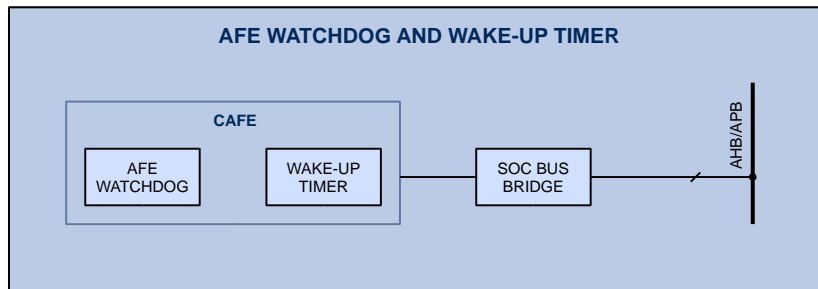 AFE WATCHDOG AND WAKE-UP TIMER
CAFE
AFE
WATCHDOG
WAKE-UP
TIMER
SOC BUS
BRIDGE
AHB/APB